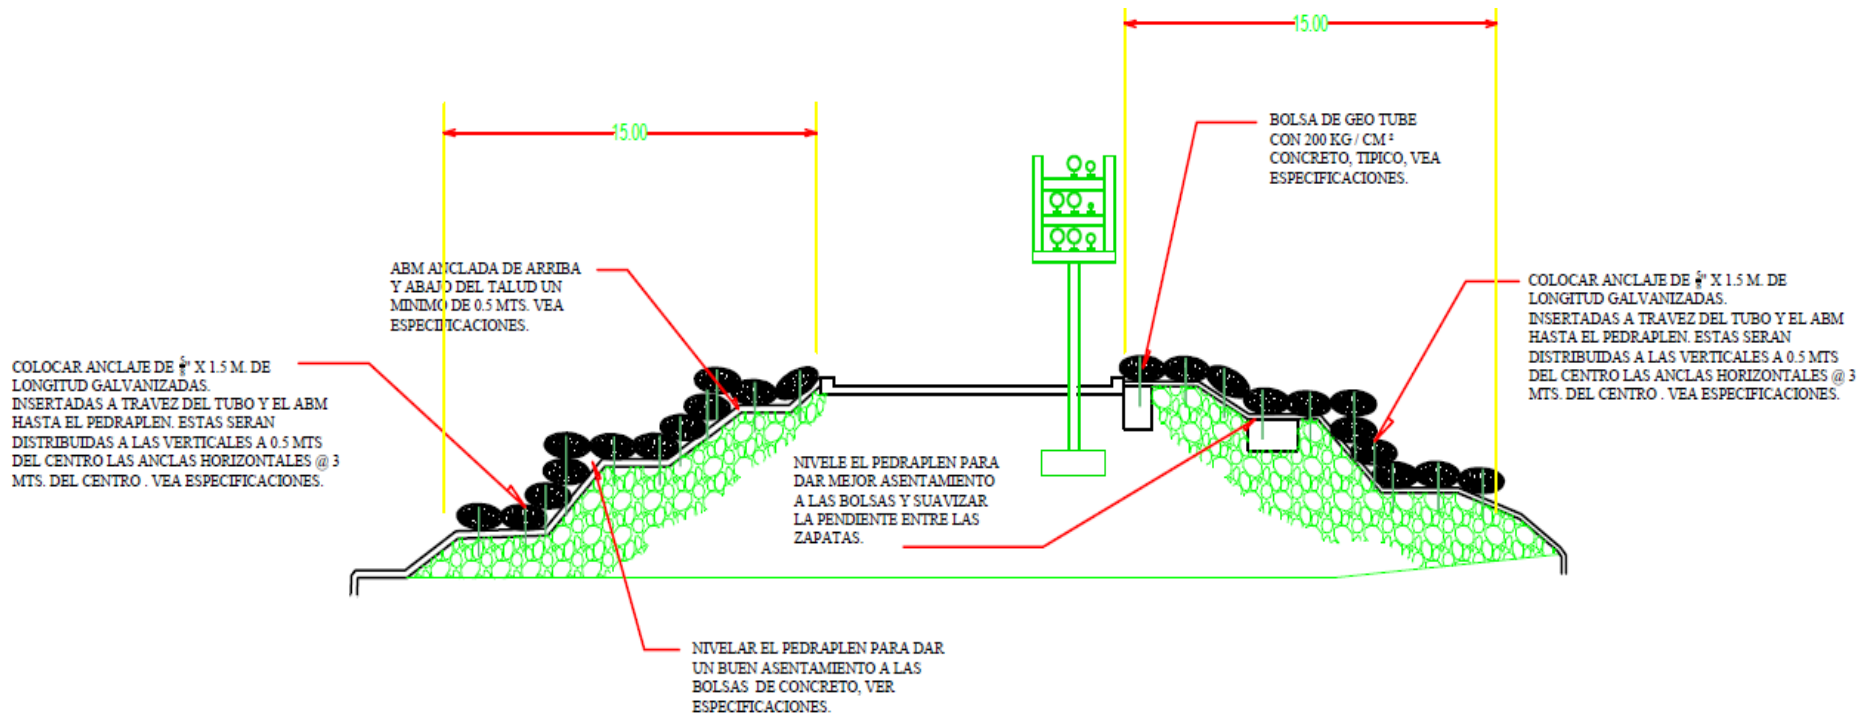 15.00
15.00
BOLSA DE GEO TUBE
CON 200 KG / CM ²
CONCRETO, TIPICO, VEA
ESPECIFICACIONES.
ABM ANCLADA DE ARRIBA
Y ABAJO DEL TALUD UN
MINIMO DE 0.5 MTS. VEA
ESPECIFICACIONES.
COLOCAR ANCLAJE DE X 1.5 M. DE
LONGITUD GALVANIZADAS.
INSERTADAS A TRAVEZ DEL TUBO Y EL ABM
HASTA EL PEDRAPLEN. ESTAS SERAN
DISTRIBUIDAS A LAS VERTICALES A 0.5 MTS
DEL CENTRO LAS ANCLAS HORIZONTALES @ 3
MTS. DEL CENTRO . VEA ESPECIFICACIONES.
COLOCAR ANCLAJE DE X 1.5 M. DE
LONGITUD GALVANIZADAS.
INSERTADAS A TRAVEZ DEL TUBO Y EL ABM
HASTA EL PEDRAPLEN. ESTAS SERAN
DISTRIBUIDAS A LAS VERTICALES A 0.5 MTS
DEL CENTRO LAS ANCLAS HORIZONTALES @ 3
MTS. DEL CENTRO . VEA ESPECIFICACIONES.
NIVELE EL PEDRAPLEN PARA
DAR MEJOR ASENTAMIENTO
A LAS BOLSAS Y SUAVIZAR
LA PENDIENTE ENTRE LAS
ZAPATAS.
NIVELAR EL PEDRAPLEN PARA DAR
UN BUEN ASENTAMIENTO A LAS
BOLSAS DE CONCRETO, VER
ESPECIFICACIONES.